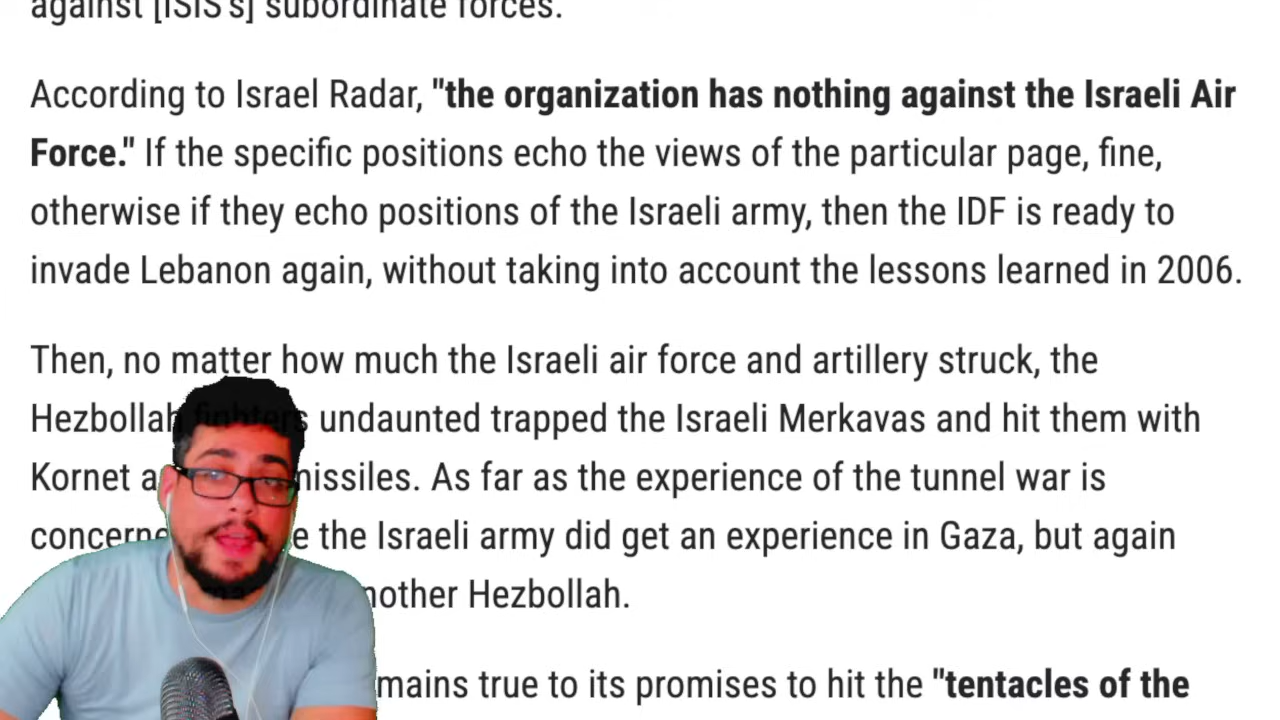 against [ISIS's] subordinate forces.
According to Israel Radar, "the organization has nothing against the Israeli Air
Force." If the specific positions echo the views of the particular page, fine,
otherwise if they echo positions of the Israeli army, then the IDF is ready to
invade Lebanon again, without taking into account the lessons learned in 2006.
Then, no matter how much the Israeli air force and artillery struck, the
Hezbollah fighters undaunted trapped the Israeli Merkavas and hit them with
Kornet missiles. As far as the experience of the tunnel war is
the Israeli army did get an experience in Gaza, but again
Hezbollah.
true to its promises to hit the "tentacles of the